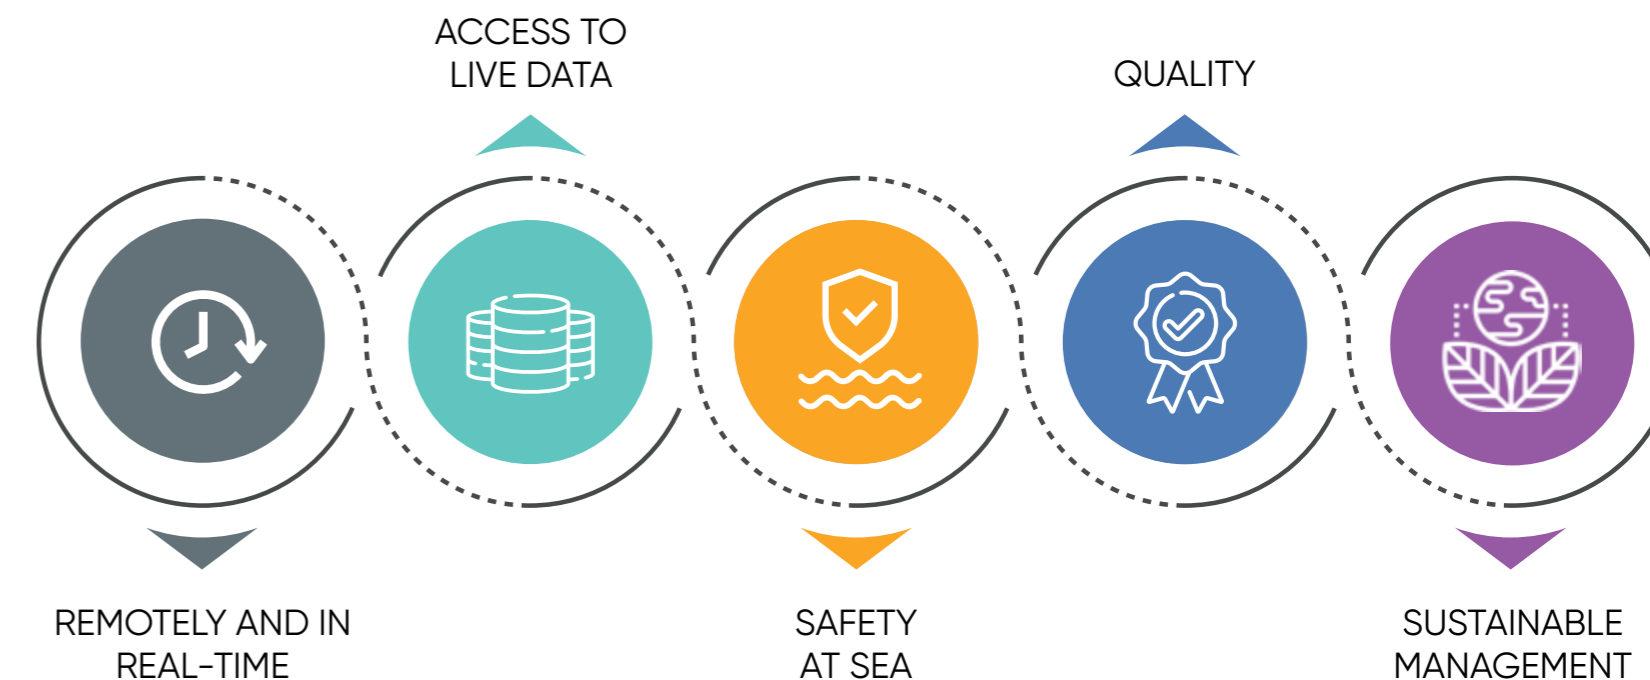 ACCESS TO
LIVE DATA
QUALITY
REMOTELY AND IN
REAL-TIME
SAFETY
AT SEA
SUSTAINABLE
MANAGEMENT